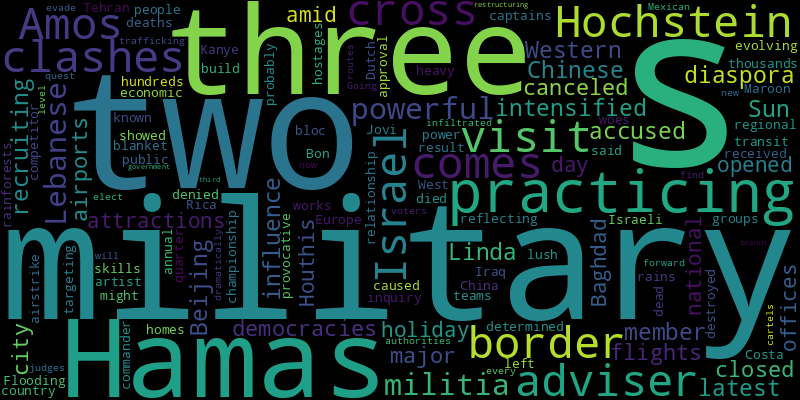 evade
Tehran
people
deaths
Amos
trafficking
Kanye
clashes
build
hundreds
economic
three
probably
amid
hostages
cross
Going
routes
Dutch
approval
restructuring
captains
Mexican
Hochstein
evolving
thousands
Western
Chinese
diaspora
Maroon
canceled
new
quest
level
competitor
rainforests
recruiting
Lebanese
airports
known
showed
blanket
public
two
bloc
Bon
Jovi
heavy
powerful
infiltrated
power
result
West
died
intensified
visit
accused
woes
said
day
S
Sun
regional
transit
received
opened
comes
practicing
elect
government
denied
third
Rica
annual
attractions
now
influence
works
Europe
relationship
Israel
voters
reflecting
Israeli
groups
find
military
will
skills
artist
might
airstrike
targeting
quarter
Beijing
dramatically
championship
provocative
Houthis
caused
inquiry
Linda
lush
Iraq
China
teams
Baghdad
forward
rains
dead
national
destroyed
branch
cartels
offices
city
judges
Flooding
country
commander
homes
Hamas
democracies
authorities
holiday
major
militia
determined
left
every
border
adviser
member
flights
Costa
closed
latest